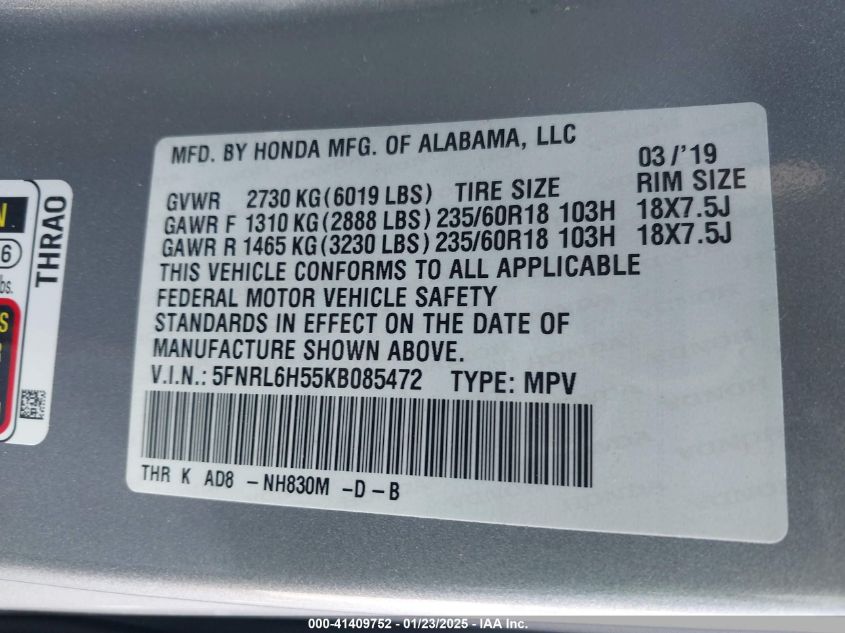 MFD. BY HONDA MFG. OF ALABAMA, LLC
03/'19
GVWR 2730 KG(6019 LBS) TIRE SIZE RIM SIZE
GAWR F 1310 KG(2888 LBS) 235/60R18 103H 18X7.5J
GAWR R 1465 KG(3230 LBS) 235/60R18 103H 18X7.5J
THIS VEHICLE CONFORMS TO ALL APPLICABLE
FEDERAL MOTOR VEHICLE SAFETY
STANDARDS IN EFFECT ON THE DATE OF
MANUFACTURE SHOWN ABOVE.
V.I.N.: 5FNRL6H55KB085472 TYPE: MPV
THR K AD8 -NH830M -D-B
THRAO
N
6
bs.
S
000-41409752 - 01/23/2025 - IAA Inc.